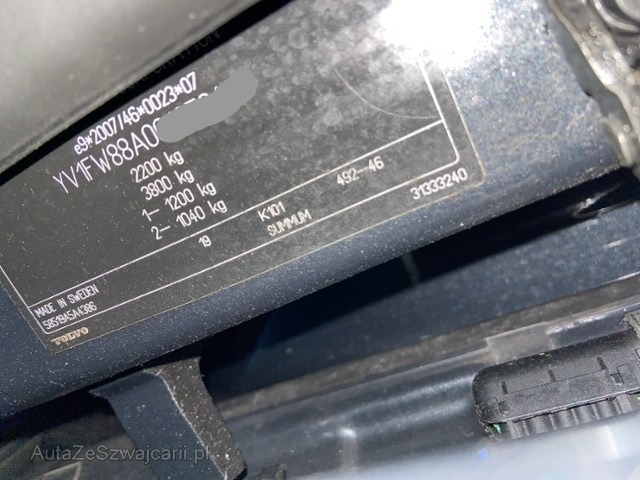 e9*2007/46*0023*07
YV1FW88A0
2200 kg
3800 kg
1- 1200 kg
2- 1040 kg
19 K101 492-46
SUMMUM 31333240
MADE IN SWEDEN
58519A5A4386
VOLVO
AutaZeSzwajcarii.pl